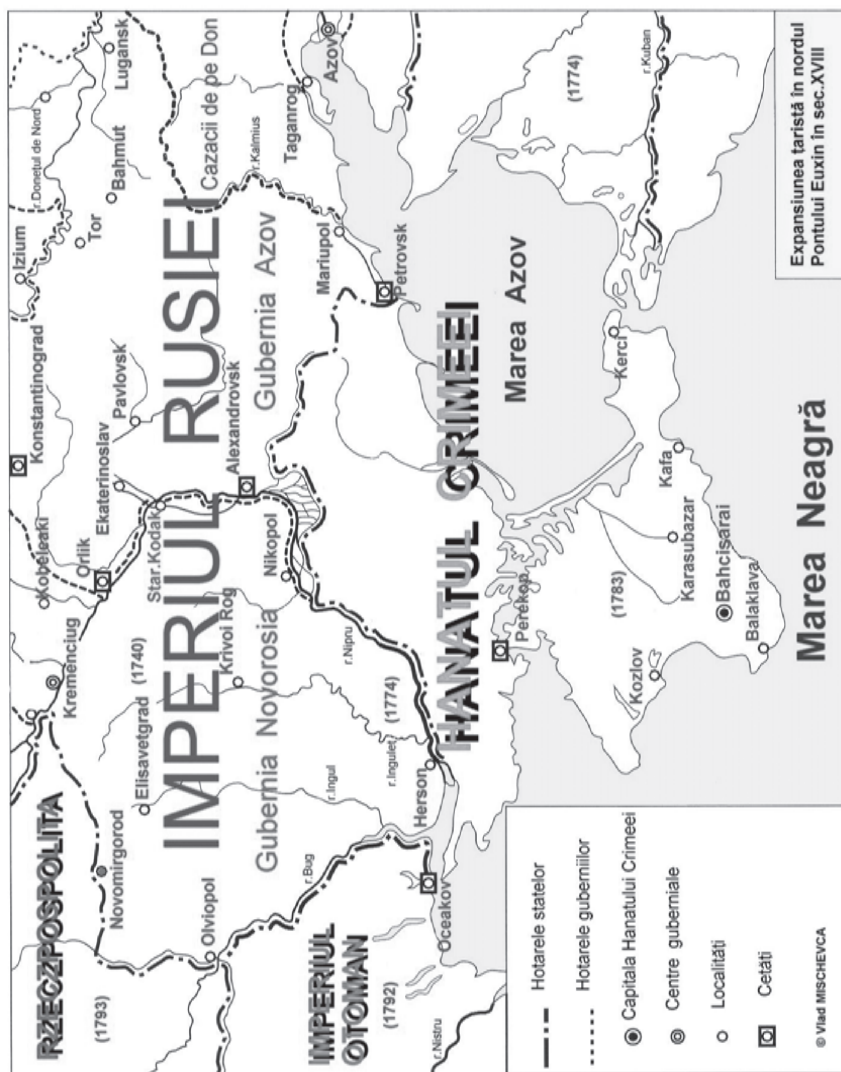 RZECZPOSPOLITA
(1793)
Novomirgorod
Kremenciug
Kobeleaki
Orlik
Konstantinograd
Izium
r.Donețul de Nord
Lugansk
Bahmut
Tor
Pavlovsk
Ekaterinoslav
Star.Kodak
(1740)
Elisavetgrad
Krivoi Rog
IMPERIUL RUSIEI
Cazacii de pe Don
Olviopol
Gubernia Novorosia
Nikopol
Alexandrovsk
Gubernia Azov
r.Kalmius
Taganrog
Azov
r.Bug
r.Ingul
r.Inguleț
r.Nipru
(1774)
Mariupol
Petrovsk
IMPERIUL
OTOMAN
(1792)
r.Nistru
Oceakov
Herson
HANATUL CRIMEEI
Perekop
Marea Azov
(1774)
r.Kuban
Kerci
(1783)
Kozlov
Karasubazar
Kafa
Bahcisarai
Balaklava
Marea Neagră
Hotarele statelor
Hotarele guberniilor
Capitala Hanatului Crimeei
Centre guberniale
Localități
Cetăți
© Vlad MISCHEVCA
Expansiunea țaristă în nordul
Pontului Euxin în sec.XVIII